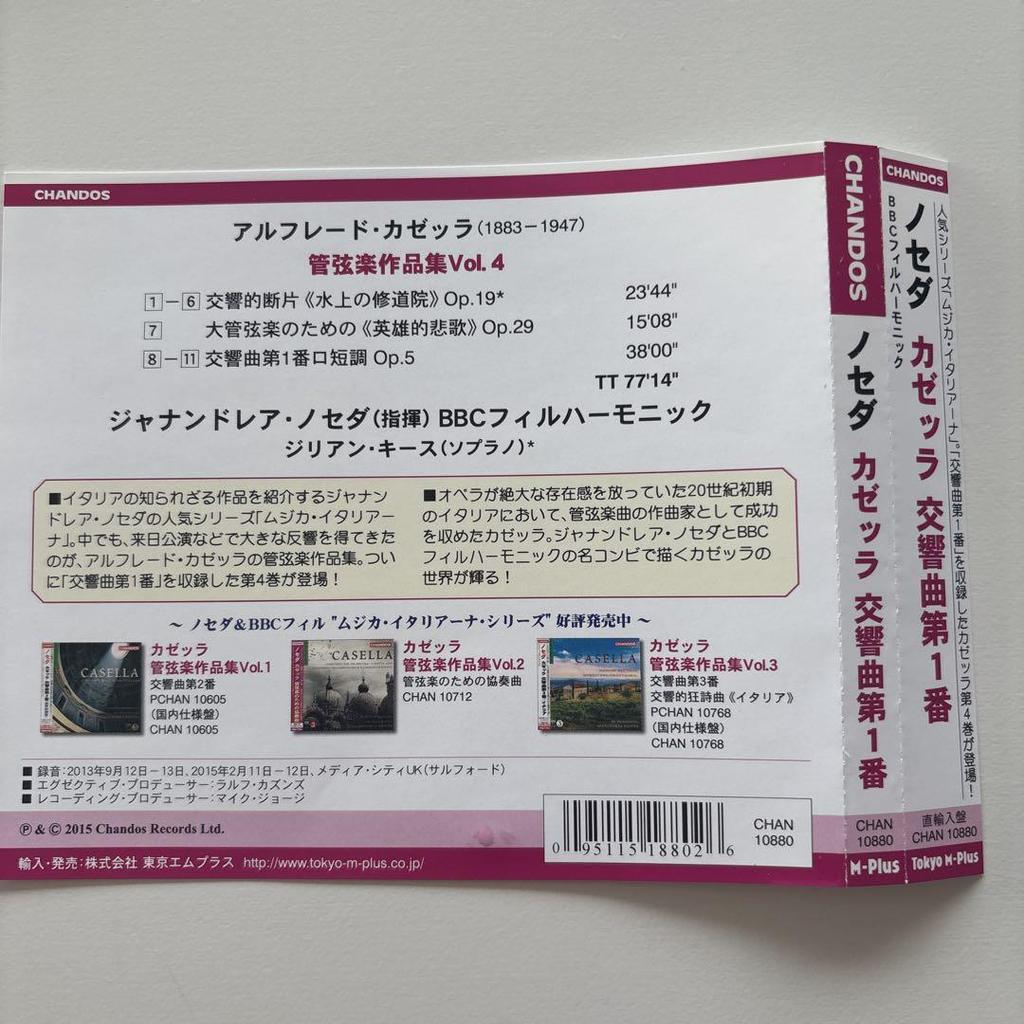 CHANDOS
アルフレード・カゼッラ(1883－1947)
管弦楽作品集Vol. 4
1－6 交響的断片《水上の修道院》Op.19* 23'44"
7 大管弦楽のための《英雄的悲歌》Op.29 15'08"
8－11 交響曲第1番ロ短調 Op.5 38'00"
TT 77'14"
ジャナンドレア・ノセダ(指揮) BBCフィルハーモニック
ジリアン・キース(ソプラノ)*
■イタリアの知られざる作品を紹介するジャナン
ドレア・ノセダの人気シリーズ「ムジカ・イタリアー
ナ」。中でも、来日公演などで大きな反響を得てきた
のが、アルフレード・カゼッラの管弦楽作品集。つい
に「交響曲第1番」を収録した第4巻が登場！
■オペラが絶大な存在感を放っていた20世紀初期
のイタリアにおいて、管弦楽曲の作曲家として成功
を収めたカゼッラ。ジャナンドレア・ノセダとBBC
フィルハーモニックの名コンビで描くカゼッラの
世界が輝る！
～ ノセダ&BBCフィル "ムジカ・イタリアーナ・シリーズ" 好評発売中 ～
CASELLA
カゼッラ
管弦楽作品集Vol.1
交響曲第2番
PCHAN 10605
(国内仕様盤)
CHAN 10605
CASELLA
カゼッラ
管弦楽作品集Vol.2
管弦楽のための協奏曲
CHAN 10712
CASELLA
カゼッラ
管弦楽作品集Vol.3
交響曲第3番
交響的狂詩曲《イタリア》
PCHAN 10768
(国内仕様盤)
CHAN 10768
■ 録音：2013年9月12日－13日、2015年2月11日－12日、メディア・シティUK(サルフォード)
■ エグゼクティブ・プロデューサー：ラルフ・カズンズ
■ レコーディング・プロデューサー：マイク・ジョージ
℗ & © 2015 Chandos Records Ltd.
輸入・発売：株式会社 東京エムプラス http://www.tokyo-m-plus.co.jp/
0 95115 18802 6
CHAN
10880
CHANDOS
ノセダ カゼッラ 交響曲第1番
CHAN
10880
M-Plus
CHANDOS
人気シリーズ「ムジカ・イタリアーナ」。「交響曲第1番」を収録したカゼッラ第4巻が登場！
ノセダ カゼッラ 交響曲第1番
BBCフィルハーモニック
直輸入盤
CHAN 10880
Tokyo M-Plus